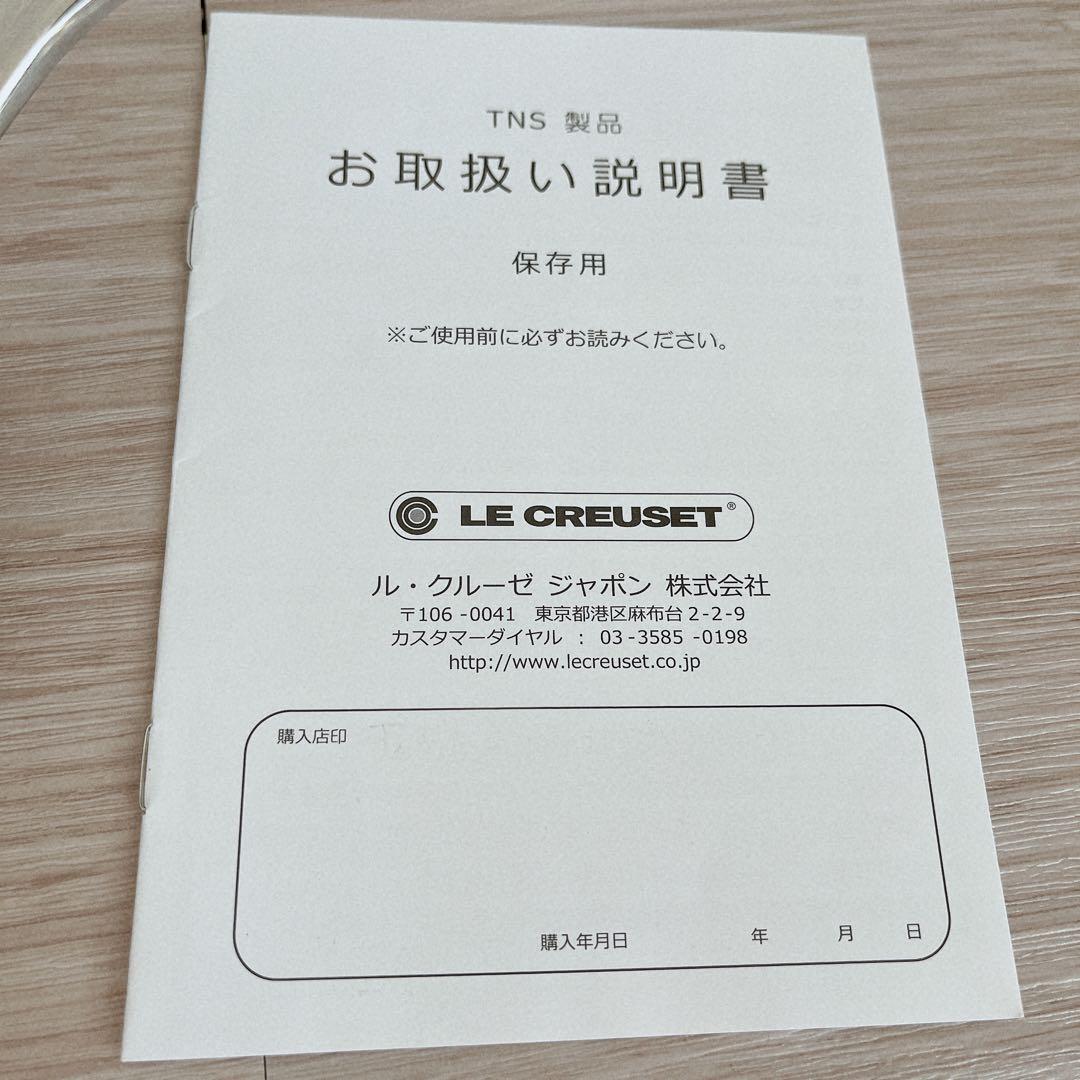 TNS 製品
お取扱い説明書
保存用
※ご使用前に必ずお読みください。
LE CREUSET®
ル・クルーゼ ジャポン 株式会社
〒106-0041 東京都港区麻布台2-2-9
カスタマーダイヤル : 03-3585-0198
http://www.lecreuset.co.jp
購入店印
購入年月日 年 月 日